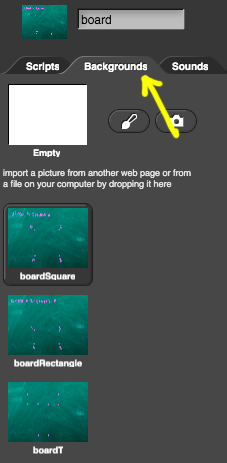 board
Scripts Backgrounds Sounds
Empty
import a picture from another web page or from
a file on your computer by dropping it here
boardSquare
boardRectangle
boardT